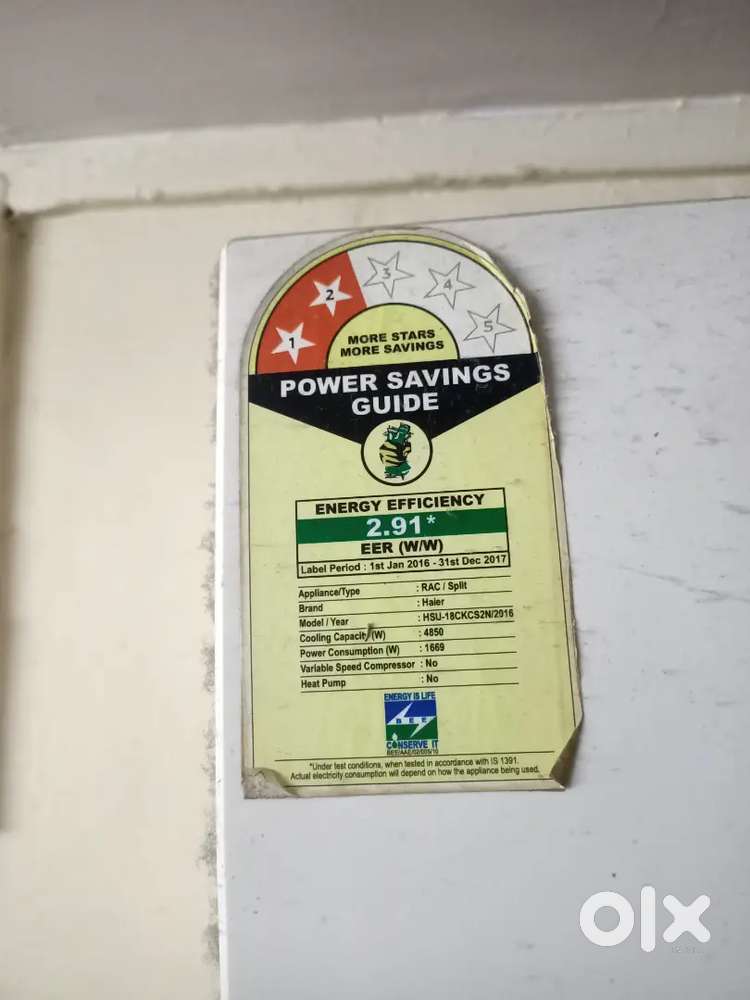 1
2
3
4
5
MORE STARS
MORE SAVINGS
POWER SAVINGS
GUIDE
ENERGY EFFICIENCY
2.91*
EER (W/W)
Label Period : 1st Jan 2016 - 31st Dec 2017
Appliance/Type : RAC / Split
Brand : Haier
Model / Year : HSU-18CKCS2N/2016
Cooling Capacity (W) : 4850
Power Consumption (W) : 1669
Variable Speed Compressor : No
Heat Pump : No
ENERGY IS LIFE
BEE
CONSERVE IT
*Under test conditions, when tested in accordance with IS 1391.
Actual electricity consumption will depend on how the appliance being used.
olx